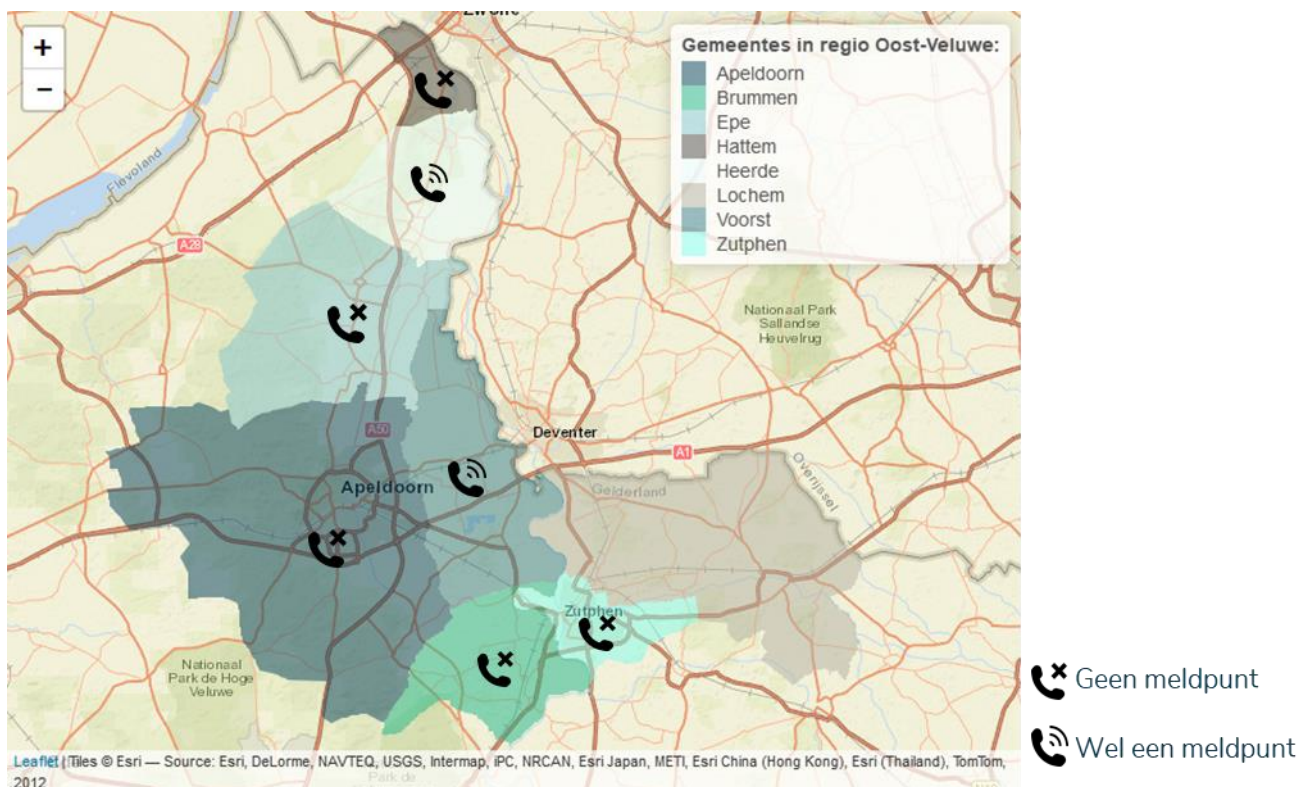 Zwolle
+
−
Gemeentes in regio Oost-Veluwe:
Apeldoorn
Brummen
Epe
Hattem
Heerde
Lochem
Voorst
Zutphen
Flevoland
A28
Nationaal Park
Sallandse
Heuvelrug
A50
Deventer
A1
Overijssel
Gelderland
Apeldoorn
Zutphen
Nationaal
Park de Hoge
Veluwe
Geen meldpunt
Wel een meldpunt
Leaflet | Tiles © Esri — Source: Esri, DeLorme, NAVTEQ, USGS, Intermap, iPC, NRCAN, Esri Japan, METI, Esri China (Hong Kong), Esri (Thailand), TomTom,
2012
Park de